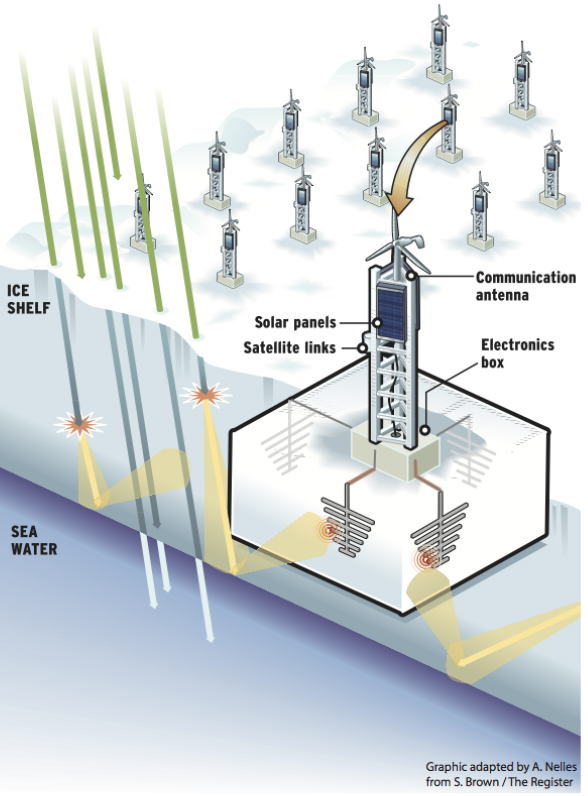 ICE
SHELF
Communication
antenna
Solar panels
Satellite links
Electronics
box
SEA
WATER
Graphic adapted by A. Nelles
from S. Brown / The Register